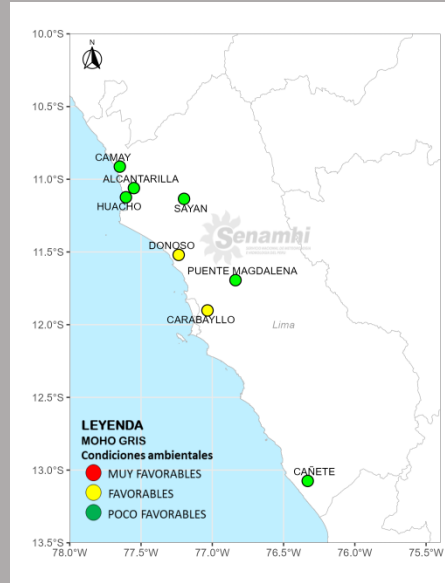 N
10.0°S
10.5°S
11.0°S
11.5°S
12.0°S
12.5°S
13.0°S
13.5°S
CAMAY
ALCANTARILLA
HUACHO
SAYAN
DONOSO
Senamhi
PUENTE MAGDALENA
CARABAYLLO
Lima
CAÑETE
LEYENDA
MOHO GRIS
Condiciones ambientales
MUY FAVORABLES
FAVORABLES
POCO FAVORABLES
78.0°W 77.5°W 77.0°W 76.5°W 76.0°W 75.5°W